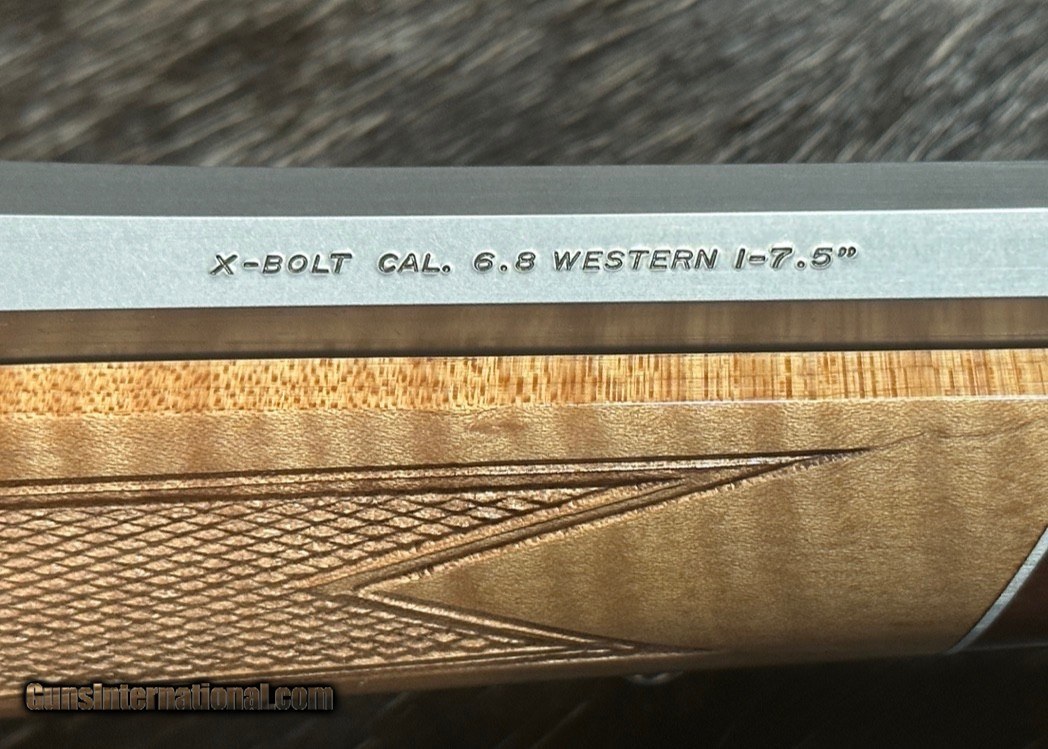 X-BOLT CAL. 6.8 WESTERN 1-7.5"
GunsInternational.com